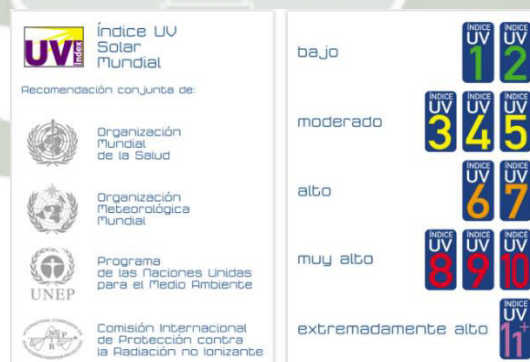 UV Index
Índice UV
Solar
Mundial
Recomendación conjunta de:
Organización
Mundial
de la Salud
Organización
Meteorológica
Mundial
UNEP
Programa
de las Naciones Unidas
para el Medio Ambiente
Comisión Internacional
de Protección contra
la Radiación no Ionizante
bajo
ÍNDICE UV 1
ÍNDICE UV 2
moderado
ÍNDICE UV 3
ÍNDICE UV 4
ÍNDICE UV 5
alto
ÍNDICE UV 6
ÍNDICE UV 7
muy alto
ÍNDICE UV 8
ÍNDICE UV 9
ÍNDICE UV 10
extremadamente alto
ÍNDICE UV 11+